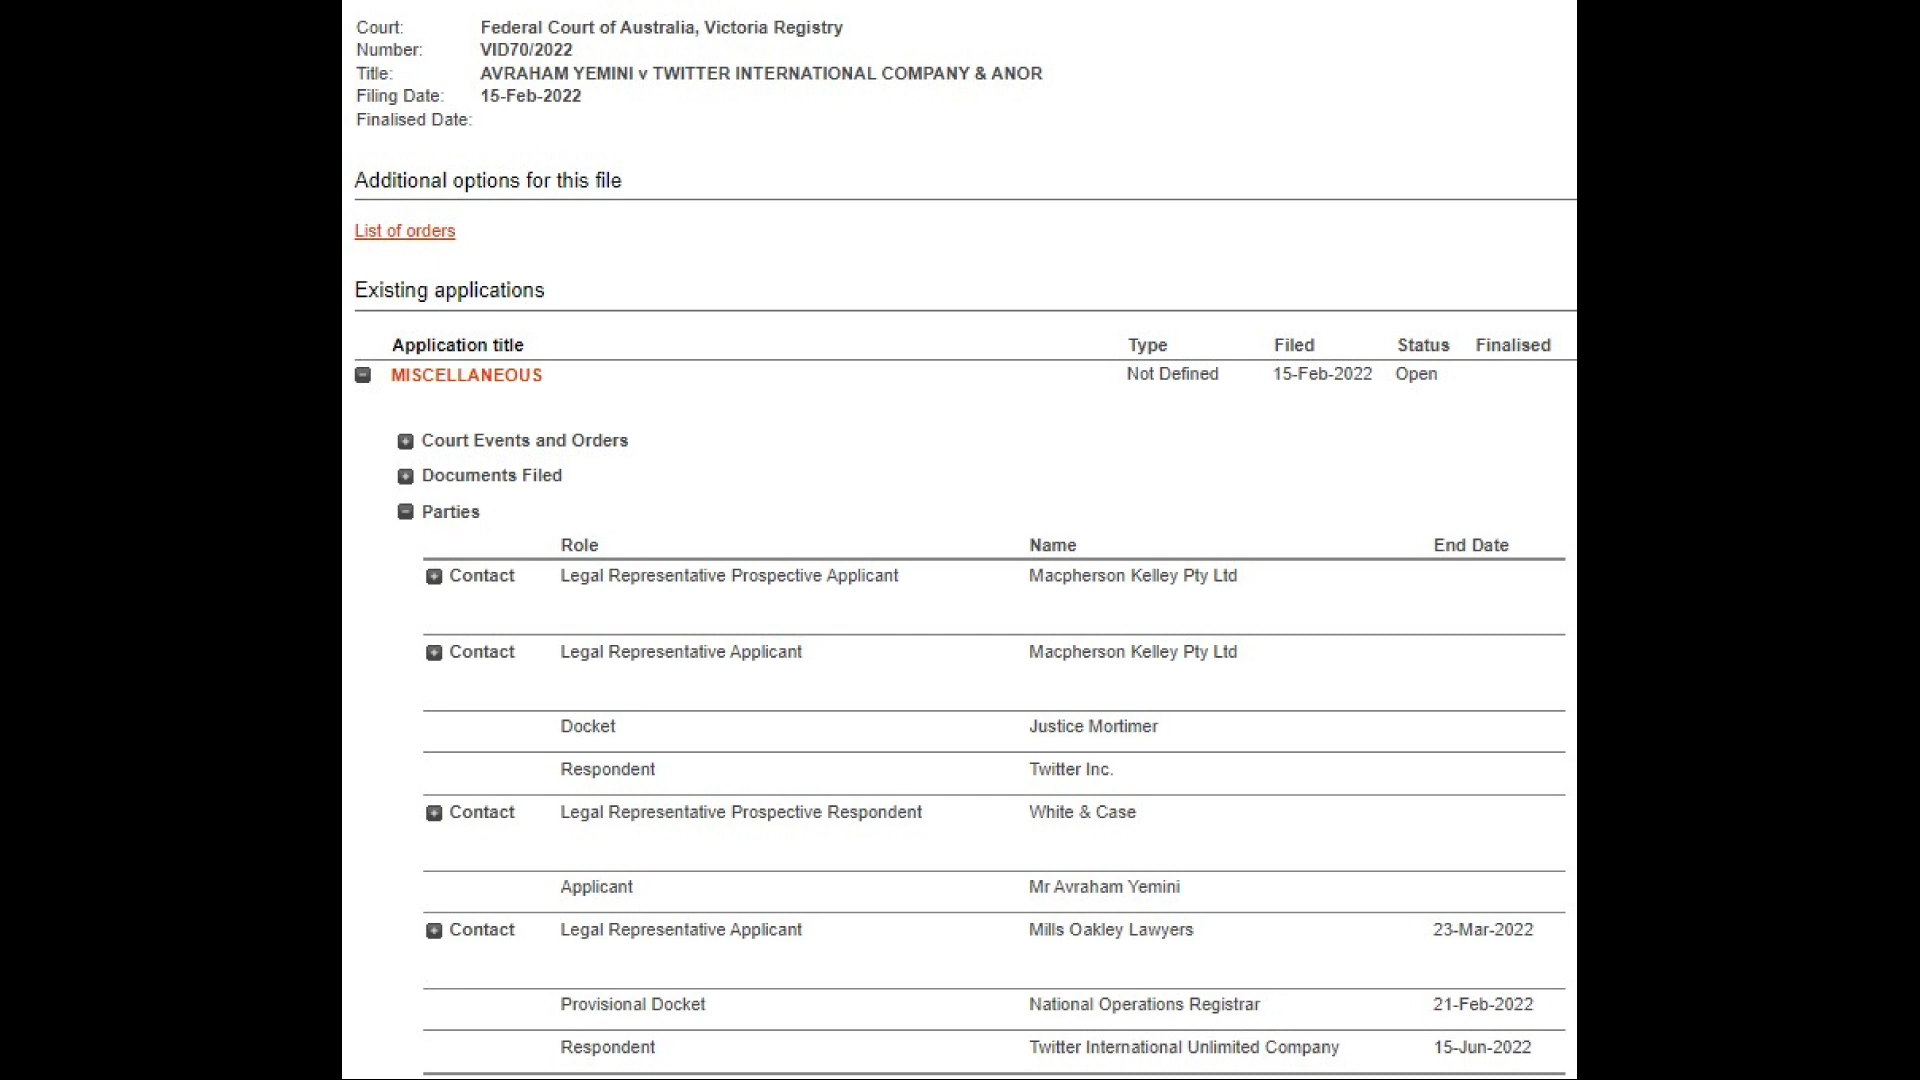 Court: Federal Court of Australia, Victoria Registry
Number: VID70/2022
Title: AVRAHAM YEMINI v TWITTER INTERNATIONAL COMPANY & ANOR
Filing Date: 15-Feb-2022
Finalised Date:
Additional options for this file
List of orders
Existing applications
Application title Type Filed Status Finalised
MISCELLANEOUS Not Defined 15-Feb-2022 Open
Court Events and Orders
Documents Filed
Parties
Role Name End Date
Contact Legal Representative Prospective Applicant Macpherson Kelley Pty Ltd
Contact Legal Representative Applicant Macpherson Kelley Pty Ltd
Docket Justice Mortimer
Respondent Twitter Inc.
Contact Legal Representative Prospective Respondent White & Case
Applicant Mr Avraham Yemini
Contact Legal Representative Applicant Mills Oakley Lawyers 23-Mar-2022
Provisional Docket National Operations Registrar 21-Feb-2022
Respondent Twitter International Unlimited Company 15-Jun-2022